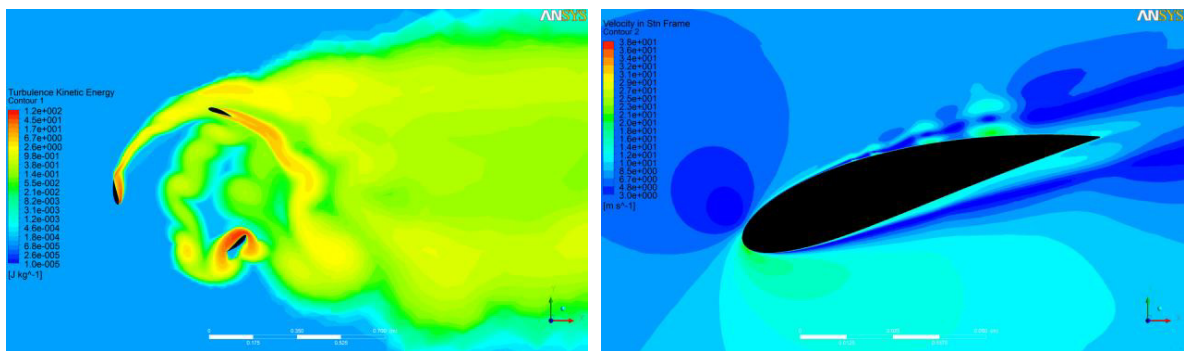 ANSYS
Turbulence Kinetic Energy
Contour 1
1.2e+002
4.5e+001
1.7e+001
6.7e+000
2.6e+000
9.8e-001
3.8e-001
1.4e-001
5.5e-002
2.1e-002
8.2e-003
3.1e-003
1.2e-003
4.6e-004
1.8e-004
6.8e-005
2.6e-005
1.0e-005
[J kg^-1]
0
0.350
0.700
0.175
0.525
ANSYS
Velocity in Stn Frame
Contour 2
3.8e+001
3.6e+001
3.4e+001
3.2e+001
3.1e+001
2.9e+001
2.7e+001
2.5e+001
2.3e+001
2.1e+001
2.0e+001
1.8e+001
1.6e+001
1.4e+001
1.2e+001
1.0e+001
8.5e+000
6.7e+000
4.8e+000
3.0e+000
[m s^-1]
0